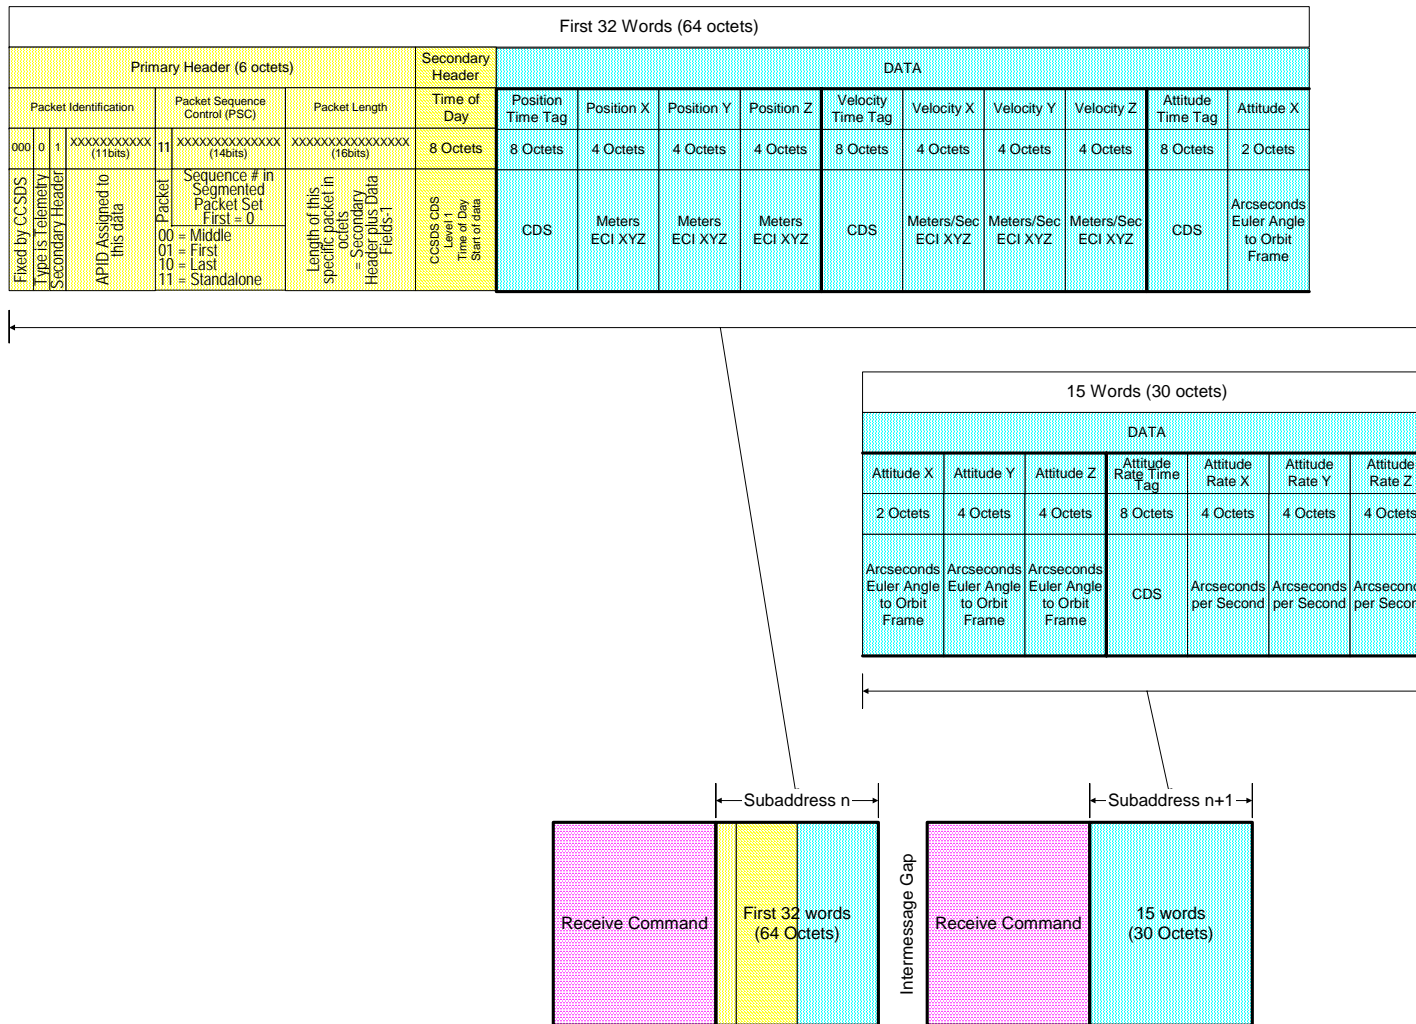 First 32 Words (64 octets)
Primary Header (6 octets)
Secondary
Header
DATA
Packet Identification
Packet Sequence
Control (PSC)
Packet Length
Time of
Day
Position
Time Tag
Position X
Position Y
Position Z
Velocity
Time Tag
Velocity X
Velocity Y
Velocity Z
Attitude
Time Tag
Attitude X
000
0
1
XXXXXXXXXXX
(11bits)
11
XXXXXXXXXXXXXX
(14bits)
XXXXXXXXXXXXXXXX
(16bits)
8 Octets
8 Octets
4 Octets
4 Octets
4 Octets
8 Octets
4 Octets
4 Octets
4 Octets
8 Octets
2 Octets
Fixed by CCSDS
Type is Telemetry
Secondary Header
APID Assigned to
this data
Packet
Sequence # in
Segmented
Packet Set
First = 0
00 = Middle
01 = First
10 = Last
11 = Standalone
Length of this
specific packet in
octets
= Secondary
Header plus Data
Fields-1
CCSDS CDS
Level 1
Time of Day
Start of data
CDS
Meters
ECI XYZ
Meters
ECI XYZ
Meters
ECI XYZ
CDS
Meters/Sec
ECI XYZ
Meters/Sec
ECI XYZ
Meters/Sec
ECI XYZ
CDS
Arcseconds
Euler Angle
to Orbit
Frame
15 Words (30 octets)
DATA
Attitude X
Attitude Y
Attitude Z
Attitude
Rate Time
Tag
Attitude
Rate X
Attitude
Rate Y
Attitude
Rate Z
2 Octets
4 Octets
4 Octets
8 Octets
4 Octets
4 Octets
4 Octets
Arcseconds
Euler Angle
to Orbit
Frame
Arcseconds
Euler Angle
to Orbit
Frame
Arcseconds
Euler Angle
to Orbit
Frame
CDS
Arcseconds
per Second
Arcseconds
per Second
Arcsecon
per Secon
Subaddress n
Subaddress n+1
Receive Command
First 32 words
(64 Octets)
Intermessage Gap
Receive Command
15 words
(30 Octets)